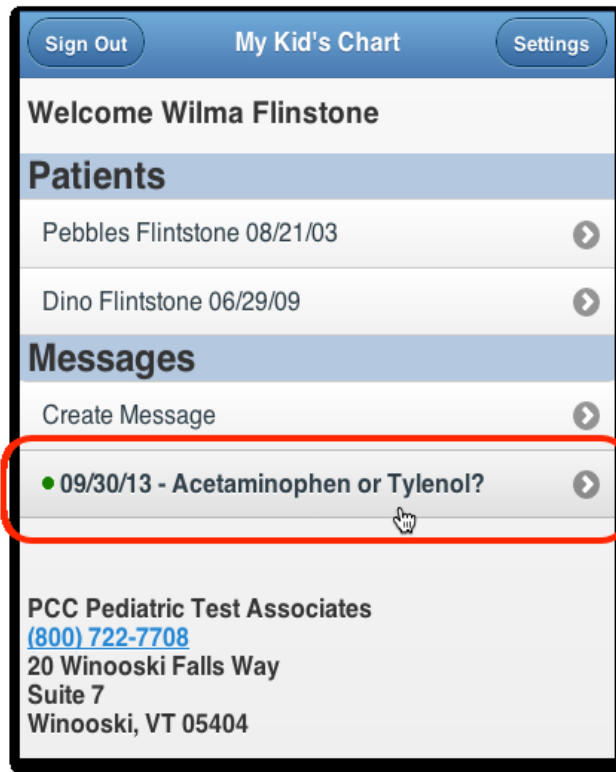 Sign Out My Kid's Chart Settings
Welcome Wilma Flinstone
Patients
Pebbles Flintstone 08/21/03
Dino Flintstone 06/29/09
Messages
Create Message
09/30/13 - Acetaminophen or Tylenol?
PCC Pediatric Test Associates
(800) 722-7708
20 Winooski Falls Way
Suite 7
Winooski, VT 05404